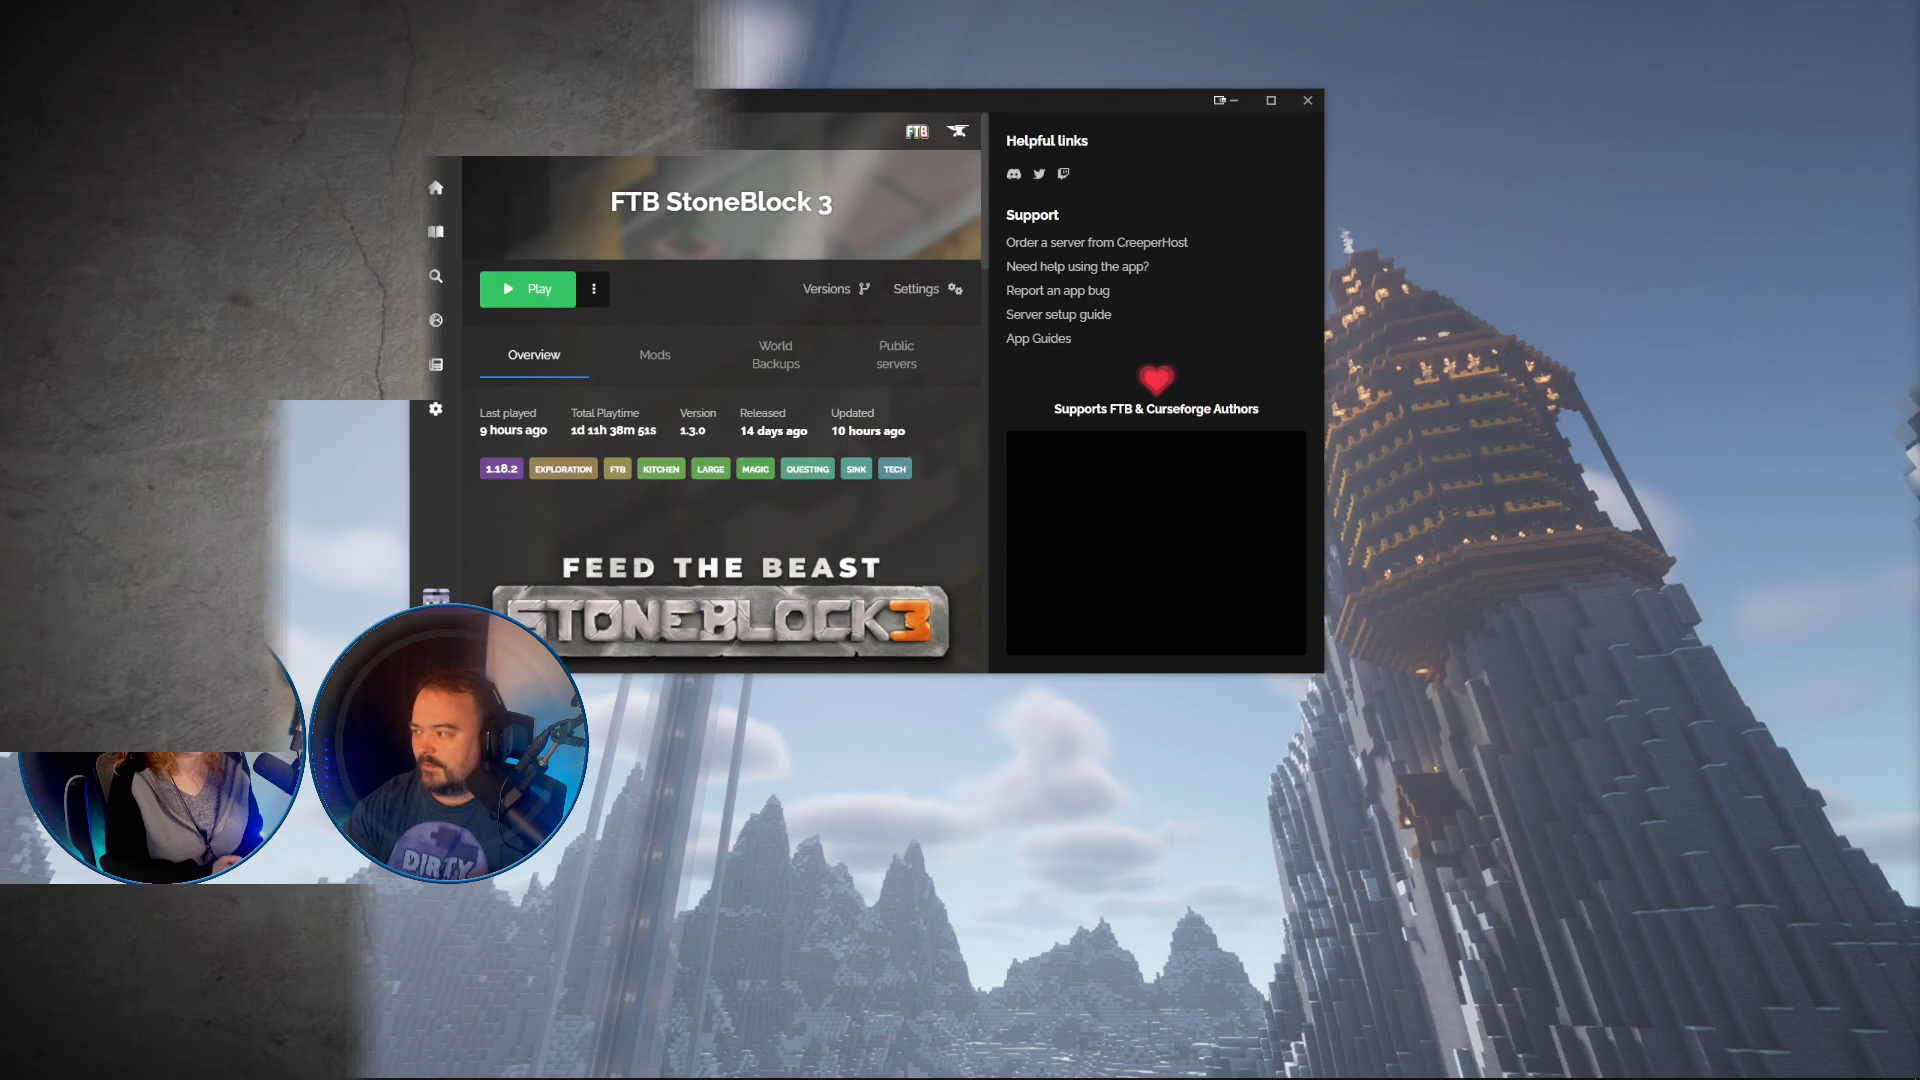 FTB
Helpful links
FTB StoneBlock 3
Support
Order a server from CreeperHost
Need help using the app?
Report an app bug
Server setup guide
App Guides
Play
Versions
Settings
Overview
Mods
World
Backups
Public
servers
Supports FTB & Curseforge Authors
Last played
9 hours ago
Total Playtime
1d 11h 38m 51s
Version
1.3.0
Released
14 days ago
Updated
10 hours ago
1.18.2
EXPLORATION
FTB
KITCHEN
LARGE
MAGIC
QUESTING
SINK
TECH
FEED THE BEAST
STONEBLOCK3
DIRTY